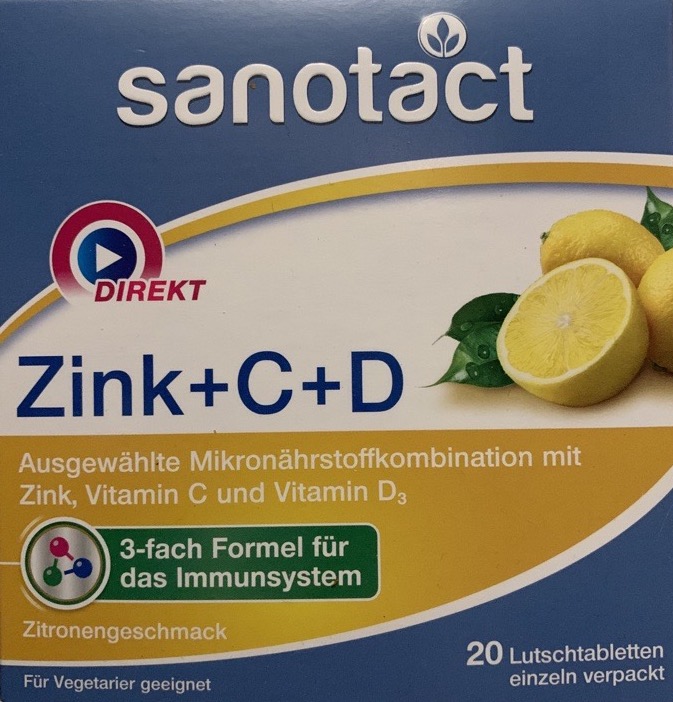 sanotact
DIREKT
Zink+C+D
Ausgewählte Mikronährstoffkombination mit
Zink, Vitamin C und Vitamin D₃
3-fach Formel für
das Immunsystem
Zitronengeschmack
20 Lutschtabletten
einzeln verpackt
Für Vegetarier geeignet